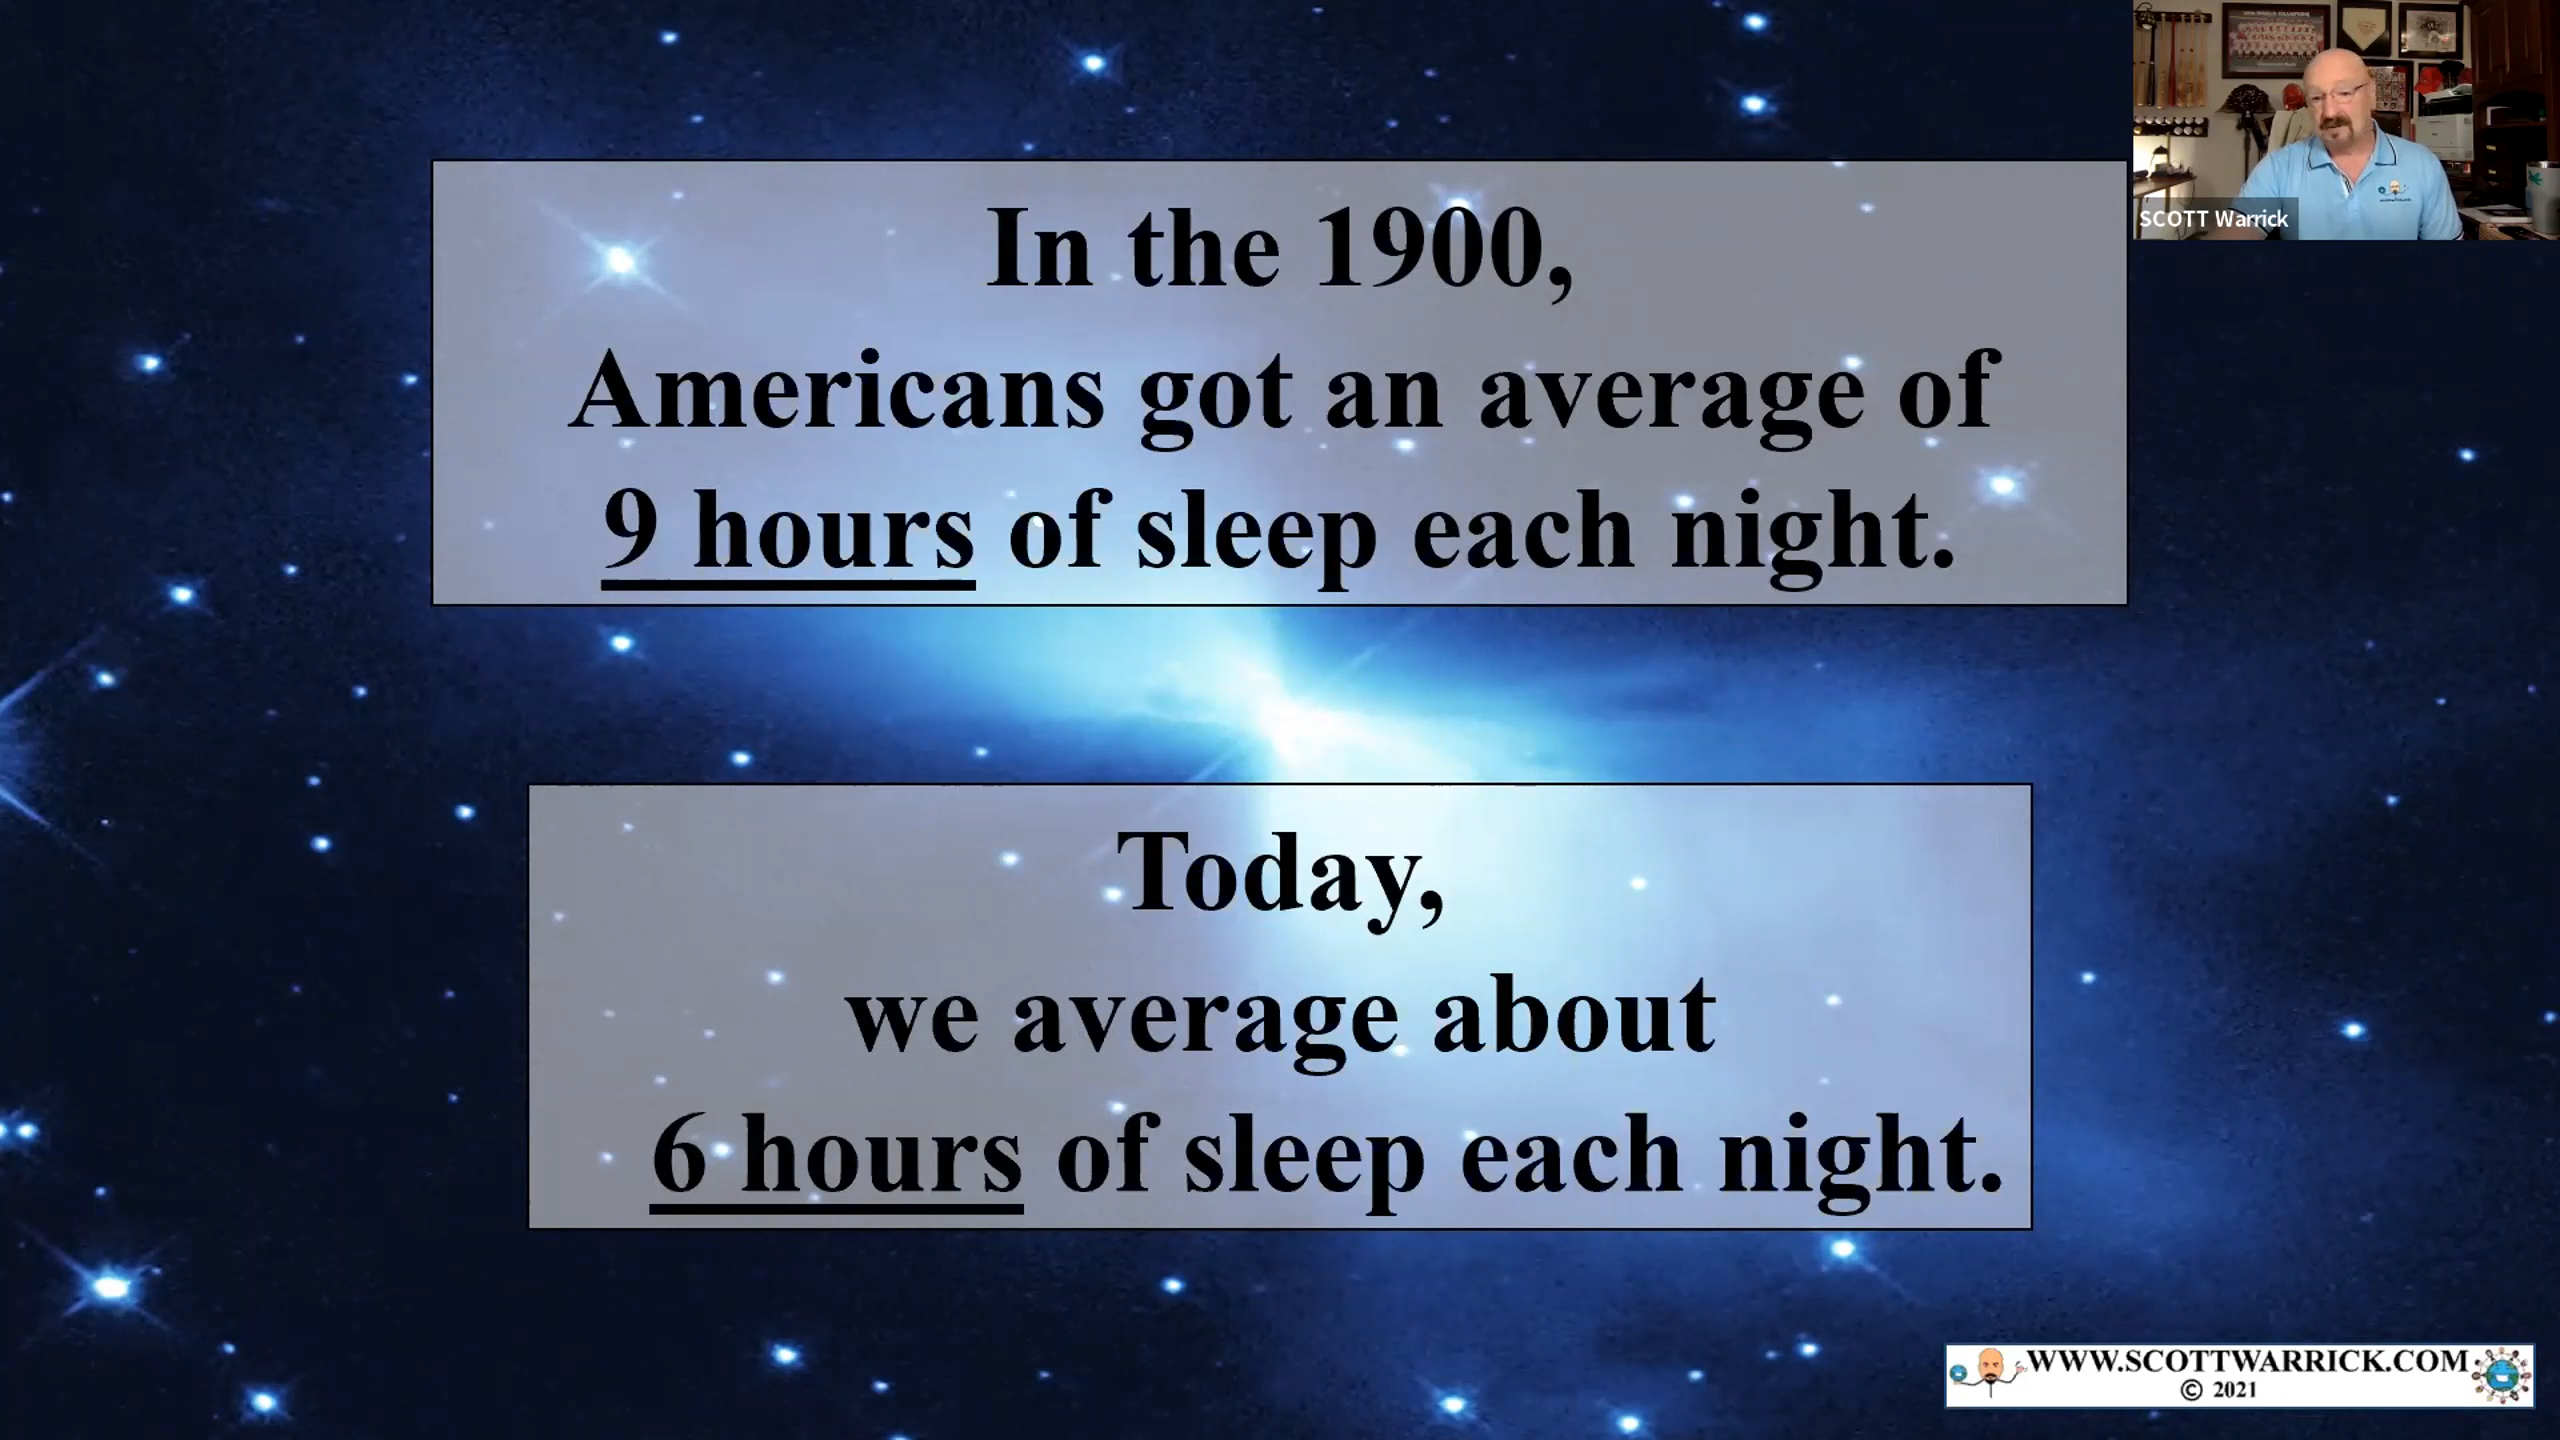 In the 1900,
Americans got an average of
9 hours of sleep each night.
SCOTT Warrick
Today,
we average about
6 hours of sleep each night.
WWW.SCOTTWARRICK.COM
© 2021